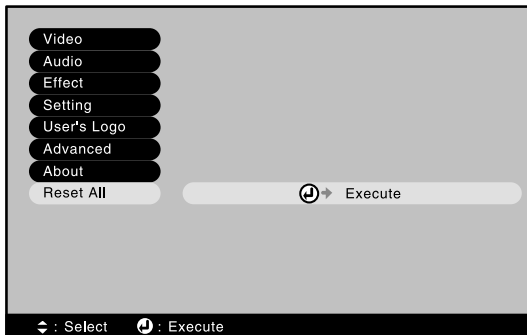 Video
Audio
Effect
Setting
User's Logo
Advanced
About
Reset All Execute
: Select : Execute